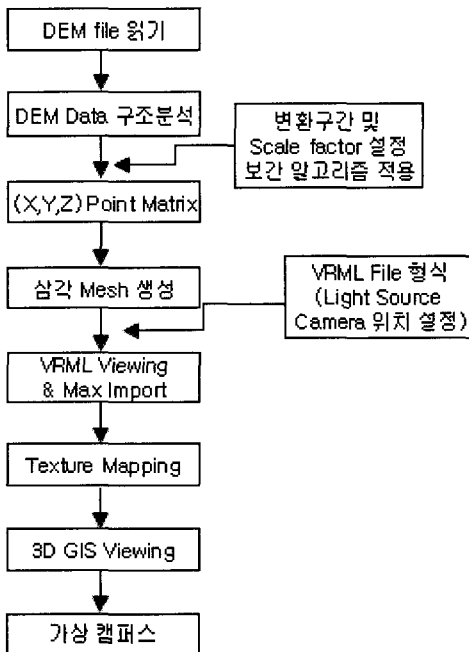 DEM file 읽기
DEM Data 구조분석
변환구간 및
Scale factor 설정
보간 알고리즘 적용
(X,Y,Z) Point Matrix
삼각 Mesh 생성
VRML File 형식
(Light Source
Camera 위치 설정)
VRML Viewing
& Max Import
Texture Mapping
3D GIS Viewing
가상 캠퍼스